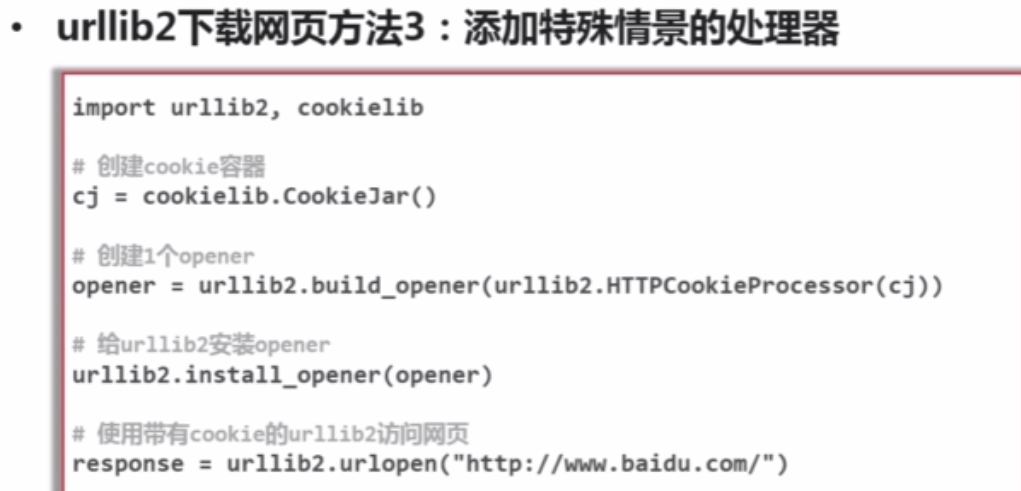 • urllib2下载网页方法3：添加特殊情景的处理器
import urllib2, cookielib
# 创建cookie容器
cj = cookielib.CookieJar()
# 创建1个opener
opener = urllib2.build_opener(urllib2.HTTPCookieProcessor(cj))
# 给urllib2安装opener
urllib2.install_opener(opener)
# 使用带有cookie的urllib2访问网页
response = urllib2.urlopen("http://www.baidu.com/")